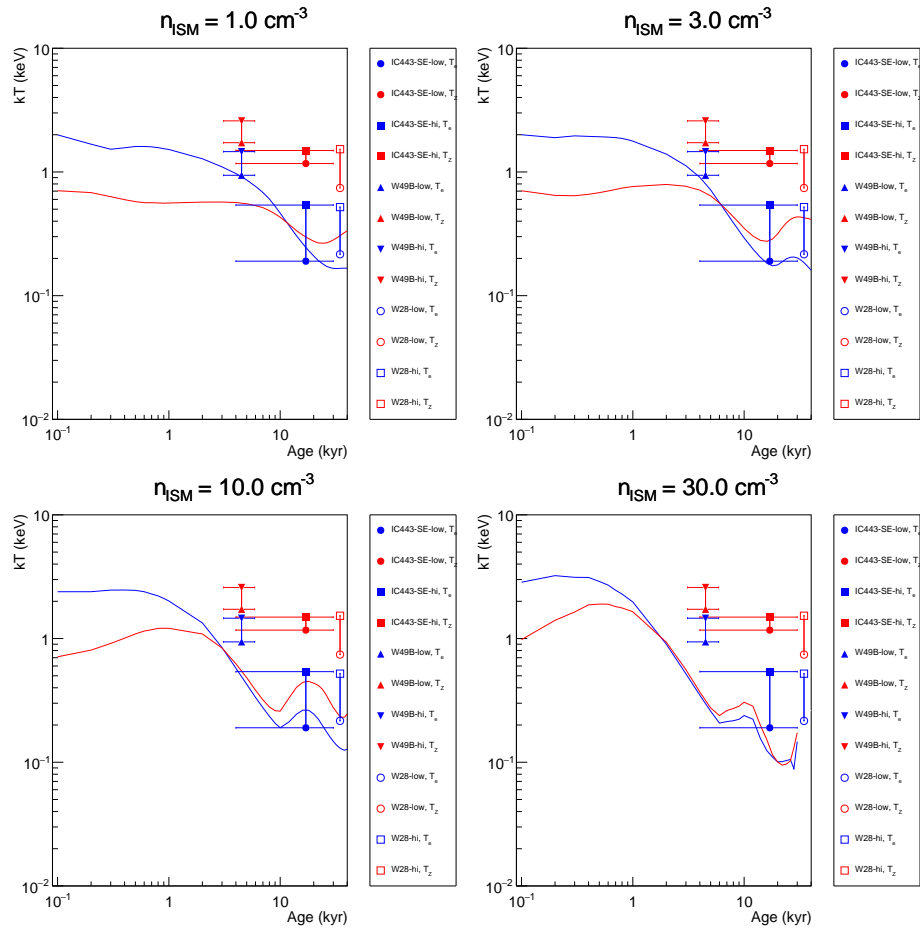 n_ISM = 1.0 cm^-3
kT (keV)
10
1
10^-1
10^-2
10^-1 1 10
Age (kyr)
IC443-SE-low, T_e
IC443-SE-low, T_Z
IC443-SE-hi, T_e
IC443-SE-hi, T_Z
W49B-low, T_e
W49B-low, T_Z
W49B-hi, T_e
W49B-hi, T_Z
W28-low, T_e
W28-low, T_Z
W28-hi, T_e
W28-hi, T_Z
n_ISM = 3.0 cm^-3
kT (keV)
10
1
10^-1
10^-2
10^-1 1 10
Age (kyr)
IC443-SE-low, T_e
IC443-SE-low, T_Z
IC443-SE-hi, T_e
IC443-SE-hi, T_Z
W49B-low, T_e
W49B-low, T_Z
W49B-hi, T_e
W49B-hi, T_Z
W28-low, T_e
W28-low, T_Z
W28-hi, T_e
W28-hi, T_Z
n_ISM = 10.0 cm^-3
kT (keV)
10
1
10^-1
10^-2
10^-1 1 10
Age (kyr)
IC443-SE-low, T_e
IC443-SE-low, T_Z
IC443-SE-hi, T_e
IC443-SE-hi, T_Z
W49B-low, T_e
W49B-low, T_Z
W49B-hi, T_e
W49B-hi, T_Z
W28-low, T_e
W28-low, T_Z
W28-hi, T_e
W28-hi, T_Z
n_ISM = 30.0 cm^-3
kT (keV)
10
1
10^-1
10^-2
10^-1 1 10
Age (kyr)
IC443-SE-low, T_e
IC443-SE-low, T_Z
IC443-SE-hi, T_e
IC443-SE-hi, T_Z
W49B-low, T_e
W49B-low, T_Z
W49B-hi, T_e
W49B-hi, T_Z
W28-low, T_e
W28-low, T_Z
W28-hi, T_e
W28-hi, T_Z